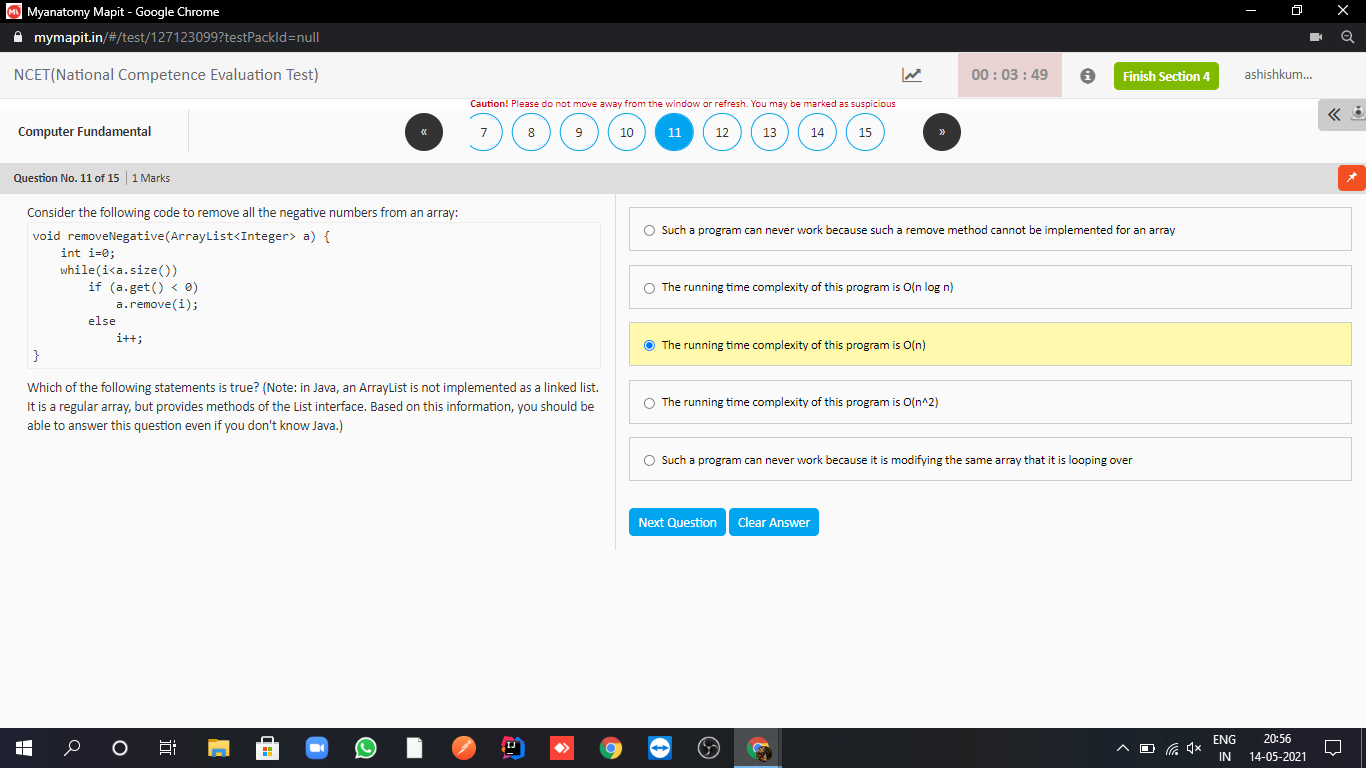 Myanatomy Mapit - Google Chrome
mymapit.in/#/test/127123099?testPackId=null
NCET(National Competence Evaluation Test)
00 : 03 : 49
Finish Section 4
ashishkum...
Caution! Please do not move away from the window or refresh. You may be marked as suspicious
Computer Fundamental
« 7 8 9 10 11 12 13 14 15 »
Question No. 11 of 15 | 1 Marks
Consider the following code to remove all the negative numbers from an array:
void removeNegative(ArrayList<Integer> a) {
    int i=0;
    while(i<a.size())
        if (a.get() < 0)
            a.remove(i);
        else
            i++;
}
Which of the following statements is true? (Note: in Java, an ArrayList is not implemented as a linked list.
It is a regular array, but provides methods of the List interface. Based on this information, you should be
able to answer this question even if you don't know Java.)
Such a program can never work because such a remove method cannot be implemented for an array
The running time complexity of this program is O(n log n)
The running time complexity of this program is O(n)
The running time complexity of this program is O(n^2)
Such a program can never work because it is modifying the same array that it is looping over
Next Question
Clear Answer
ENG
IN
20:56
14-05-2021